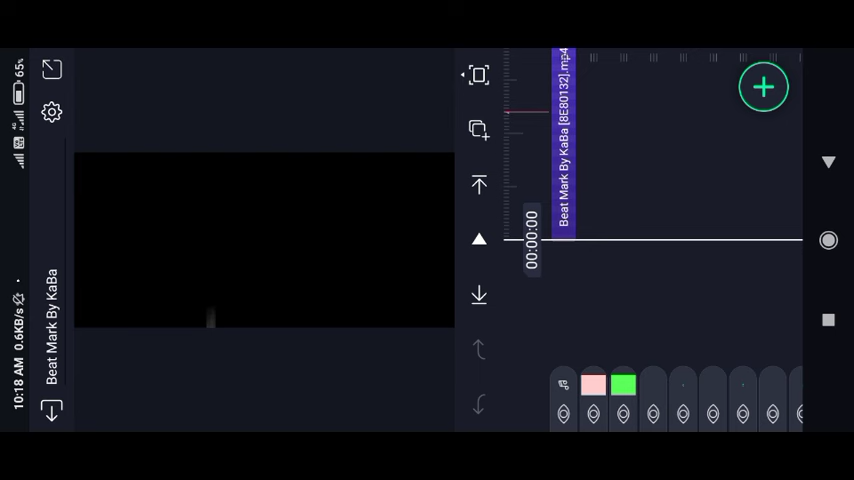 10:18 AM 0.6KB/s
4G
65%
Beat Mark By KaBa
00:00:00
Beat Mark By KaBa [8E80132].mp4